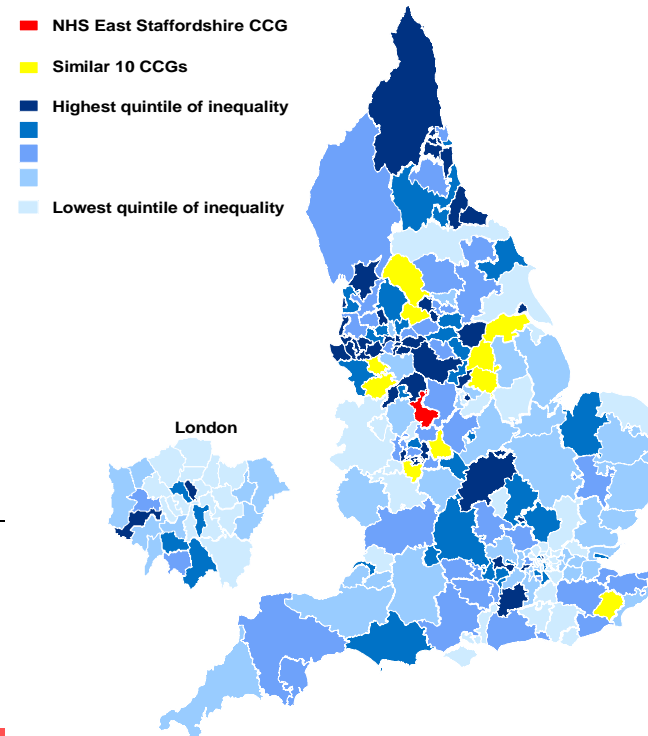 NHS East Staffordshire CCG
Similar 10 CCGs
Highest quintile of inequality
Lowest quintile of inequality
London